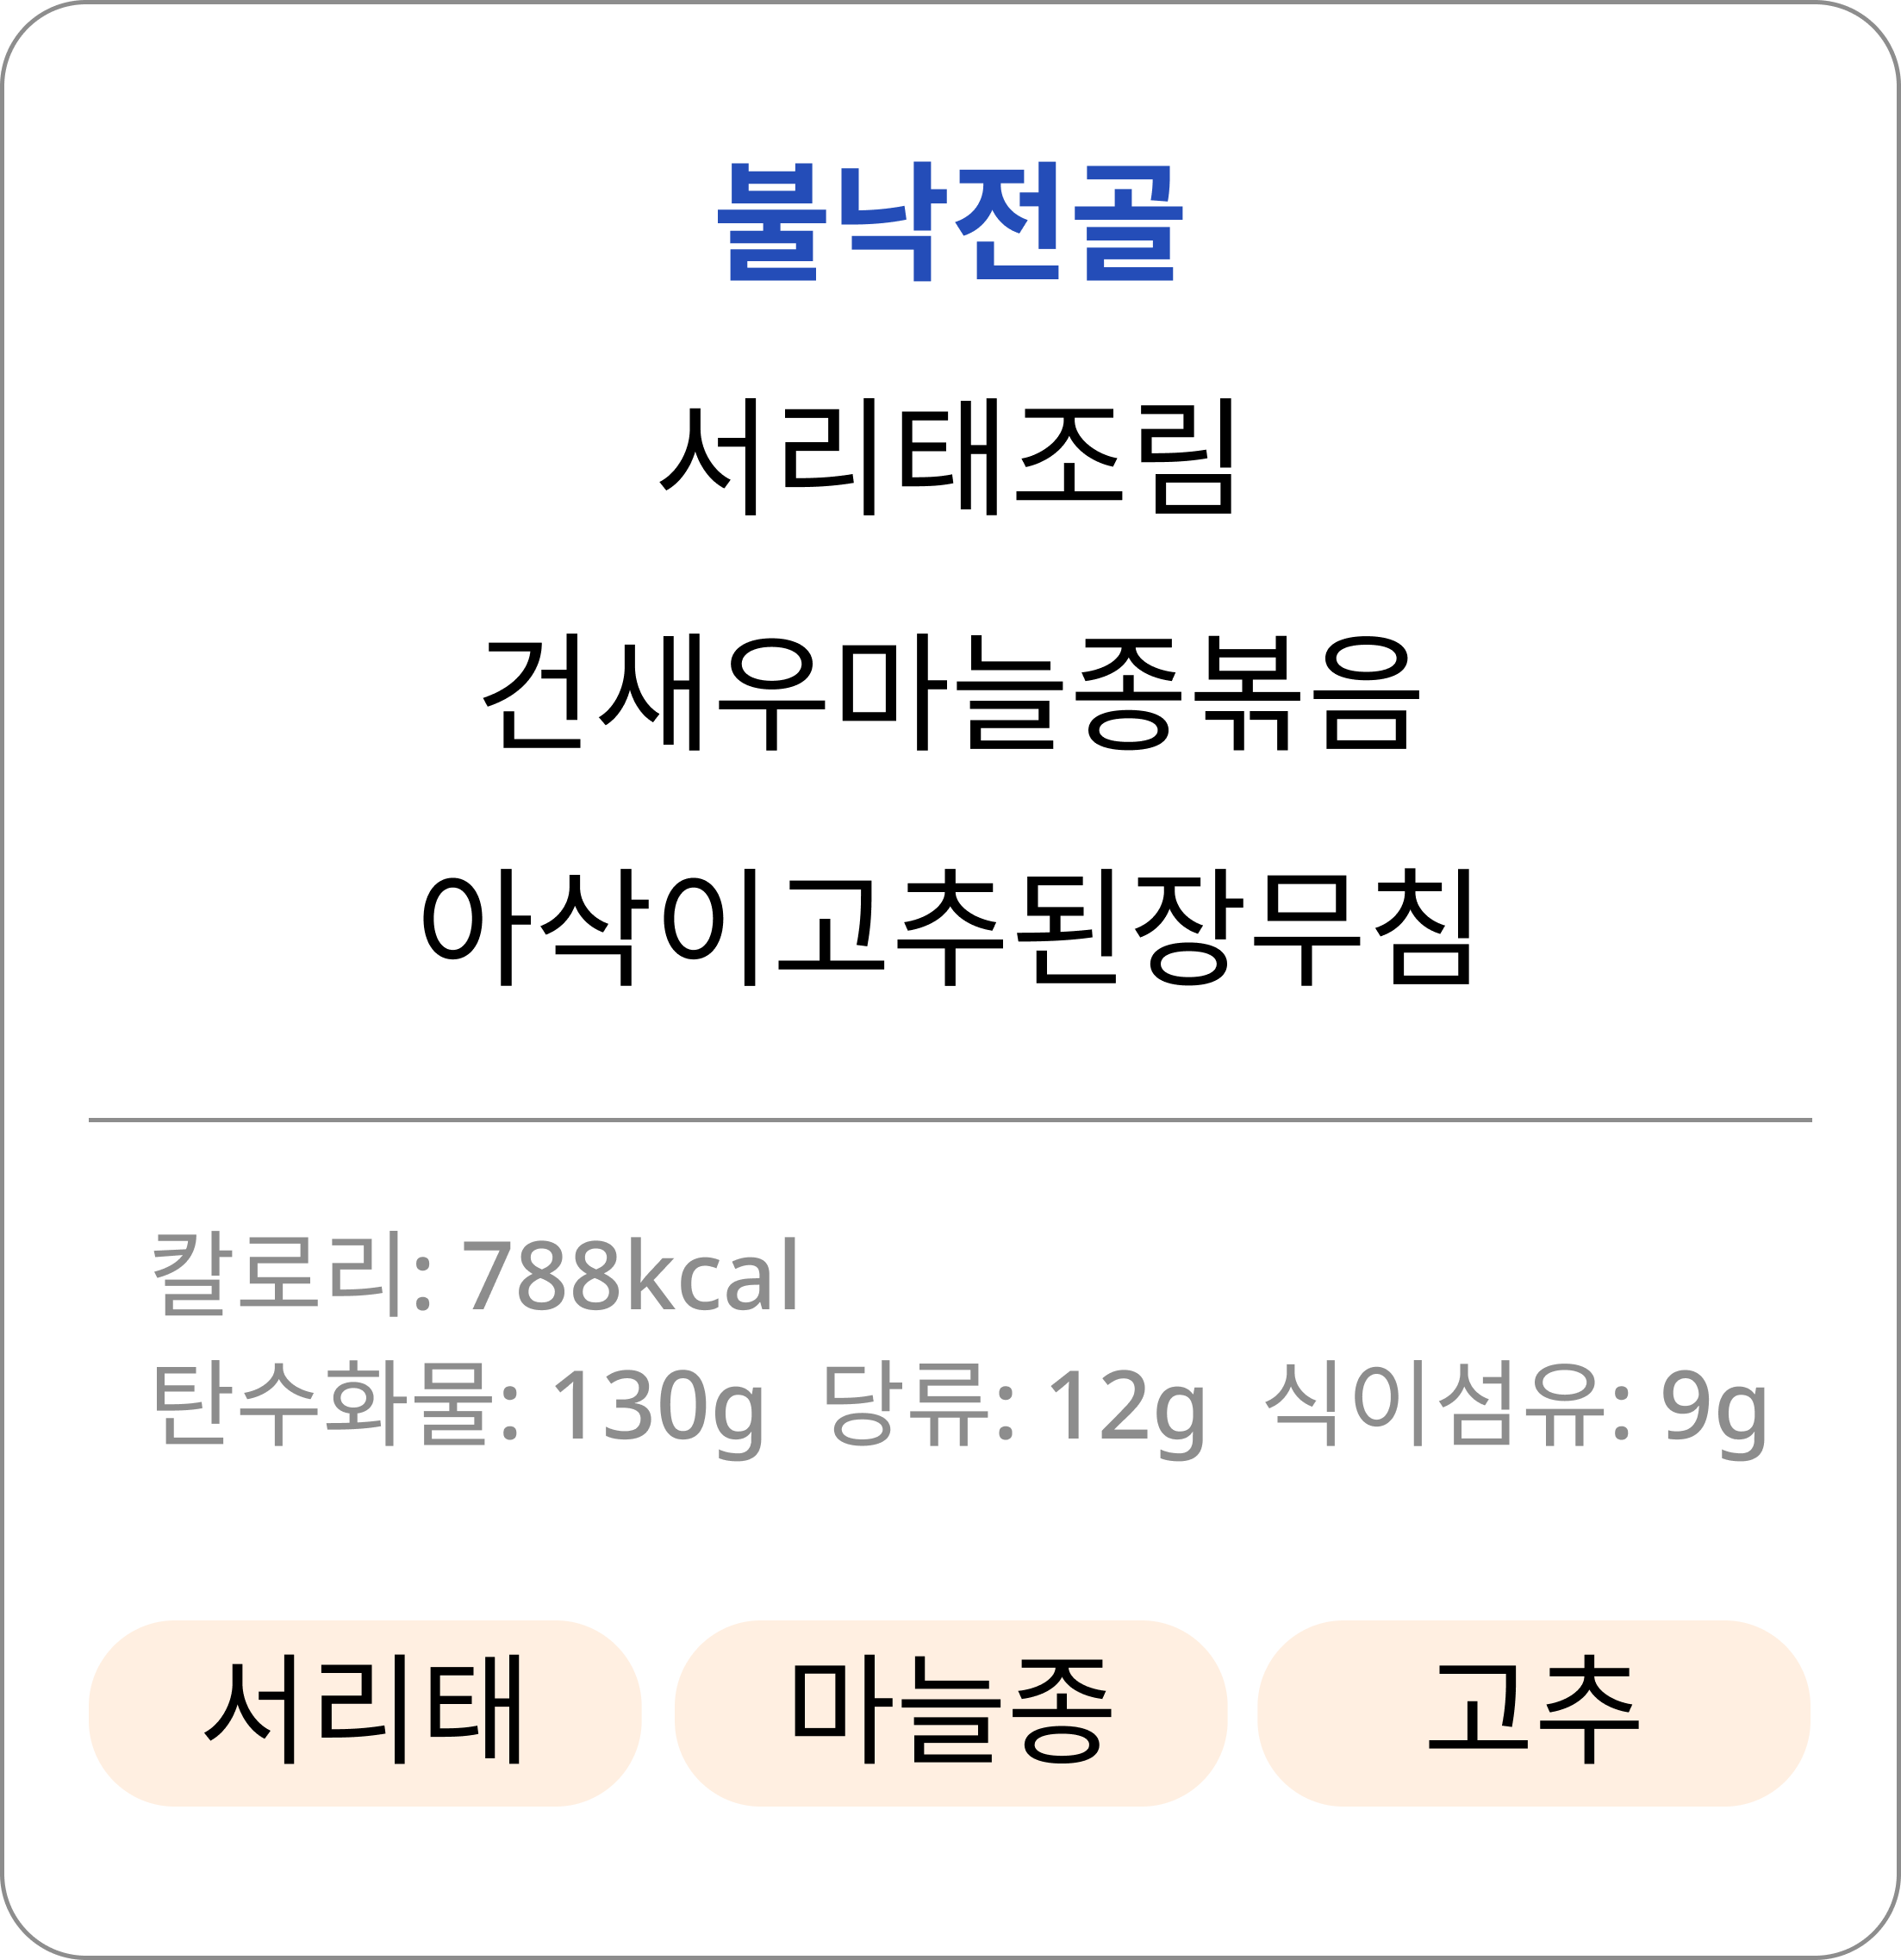 불낙전골
서리태조림
건새우마늘종볶음
아삭이고추된장무침
갈로리: 788kcal
탄수화물: 130g 당류: 12g 식이섬유: 9g
서리태
마늘종
고추